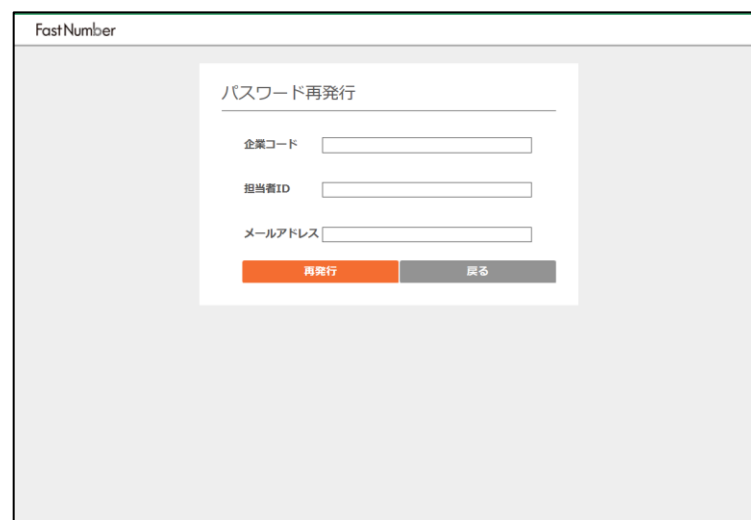 FastNumber
パスワード再発行
企業コード
担当者ID
メールアドレス
再発行 戻る